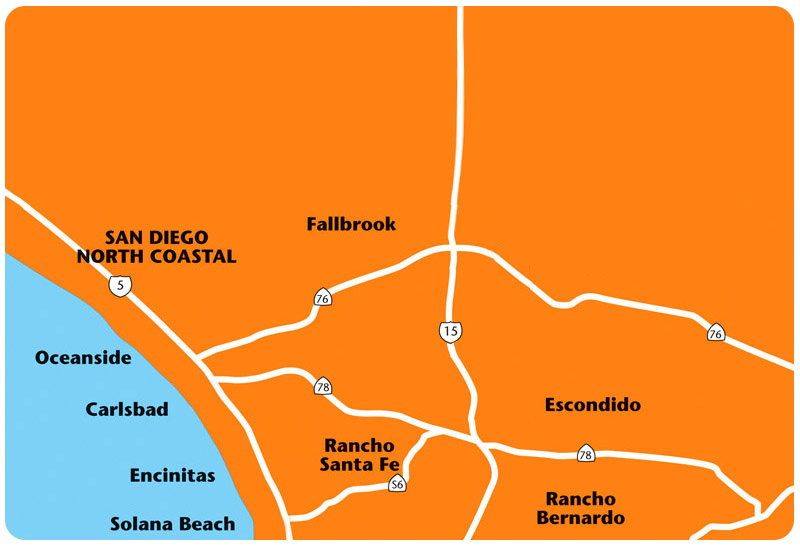 Fallbrook
SAN DIEGO
NORTH COASTAL
5
76
15
76
Oceanside
78
Carlsbad
Escondido
Rancho
Santa Fe
78
Encinitas
S6
Rancho
Bernardo
Solana Beach